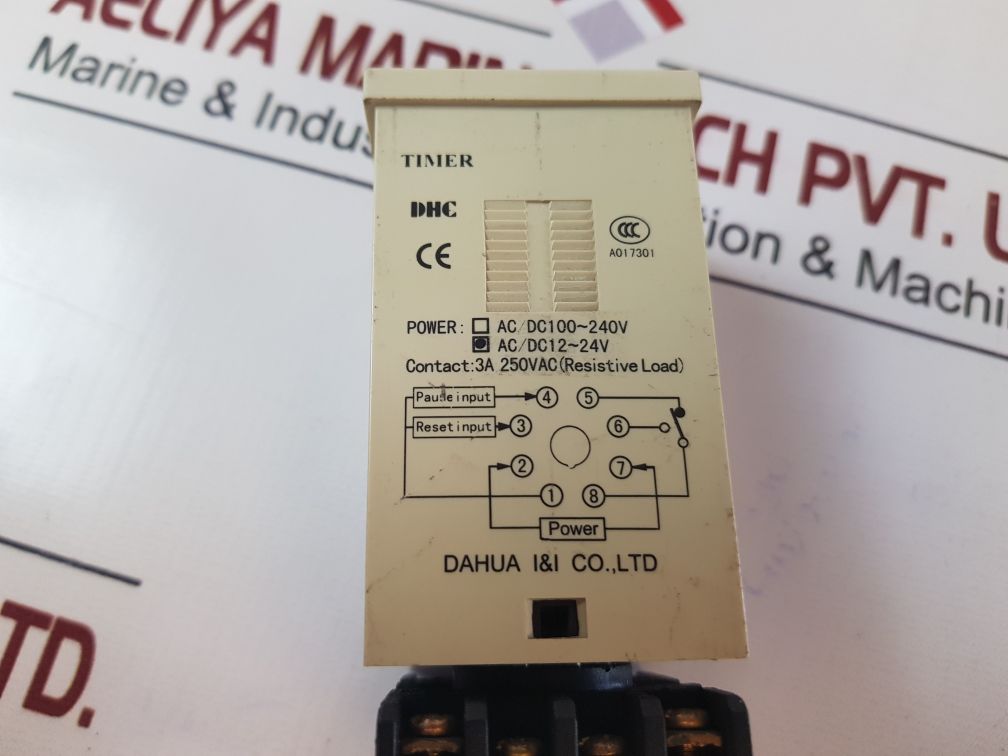 AELIYA MARIN
CH PVT.
Marine & Indus
tion & Machi
TIMER
DHC
CE
CCC
A017301
POWER: AC/DC100~240V
AC/DC12~24V
Contact:3A 250VAC(Resistive Load)
Pause input 4 5
Reset input 3 6
2 7
1 8
Power
DAHUA I&I CO.,LTD
TD.